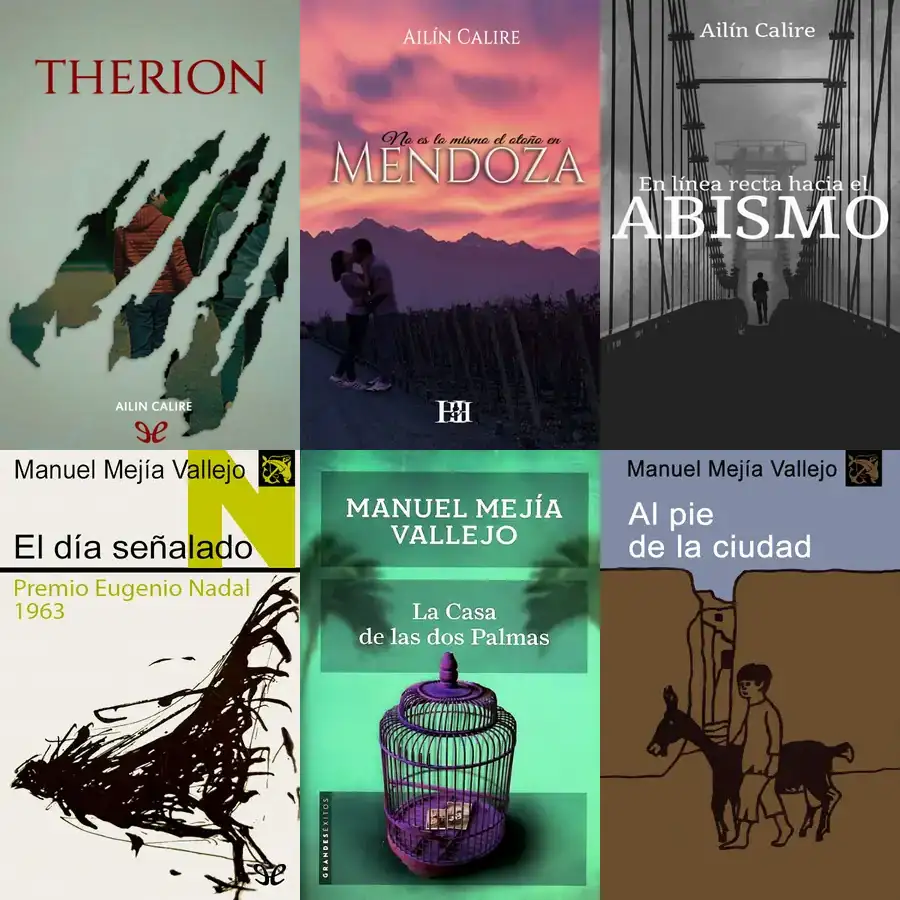 THERION
AILIN CALIRE
AILÍN CALIRE
No es lo mismo el otoño en
MENDOZA
Ailín Calire
En línea recta hacia el
ABISMO
Manuel Mejía Vallejo
N
El día señalado
Premio Eugenio Nadal
1963
MANUEL MEJÍA
VALLEJO
La Casa
de las dos Palmas
GRANDES ÉXITOS
Manuel Mejía Vallejo
Al pie
de la ciudad